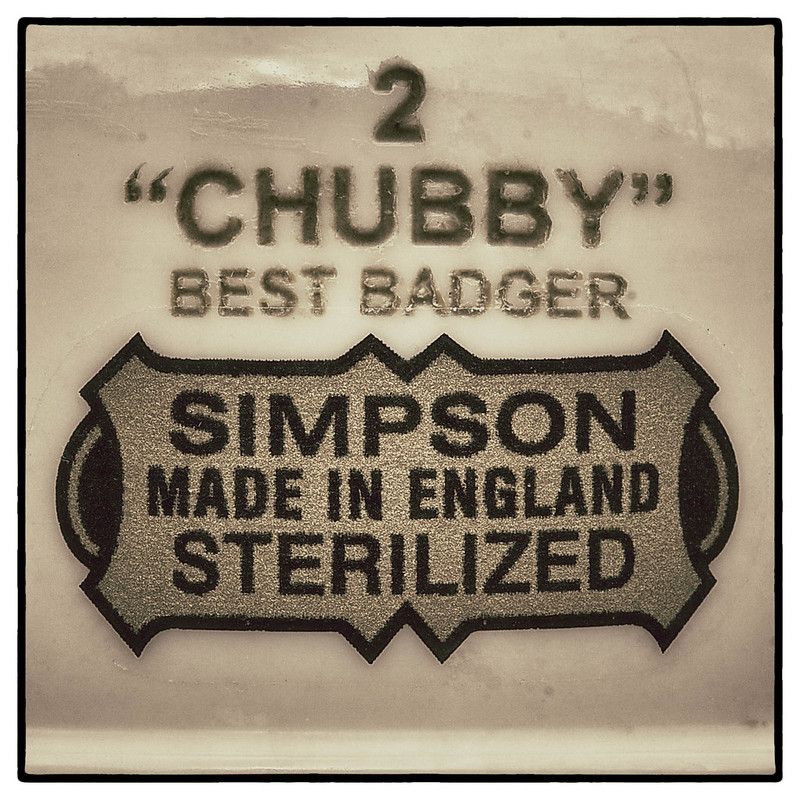 2
“CHUBBY”
BEST BADGER
SIMPSON
MADE IN ENGLAND
STERILIZED